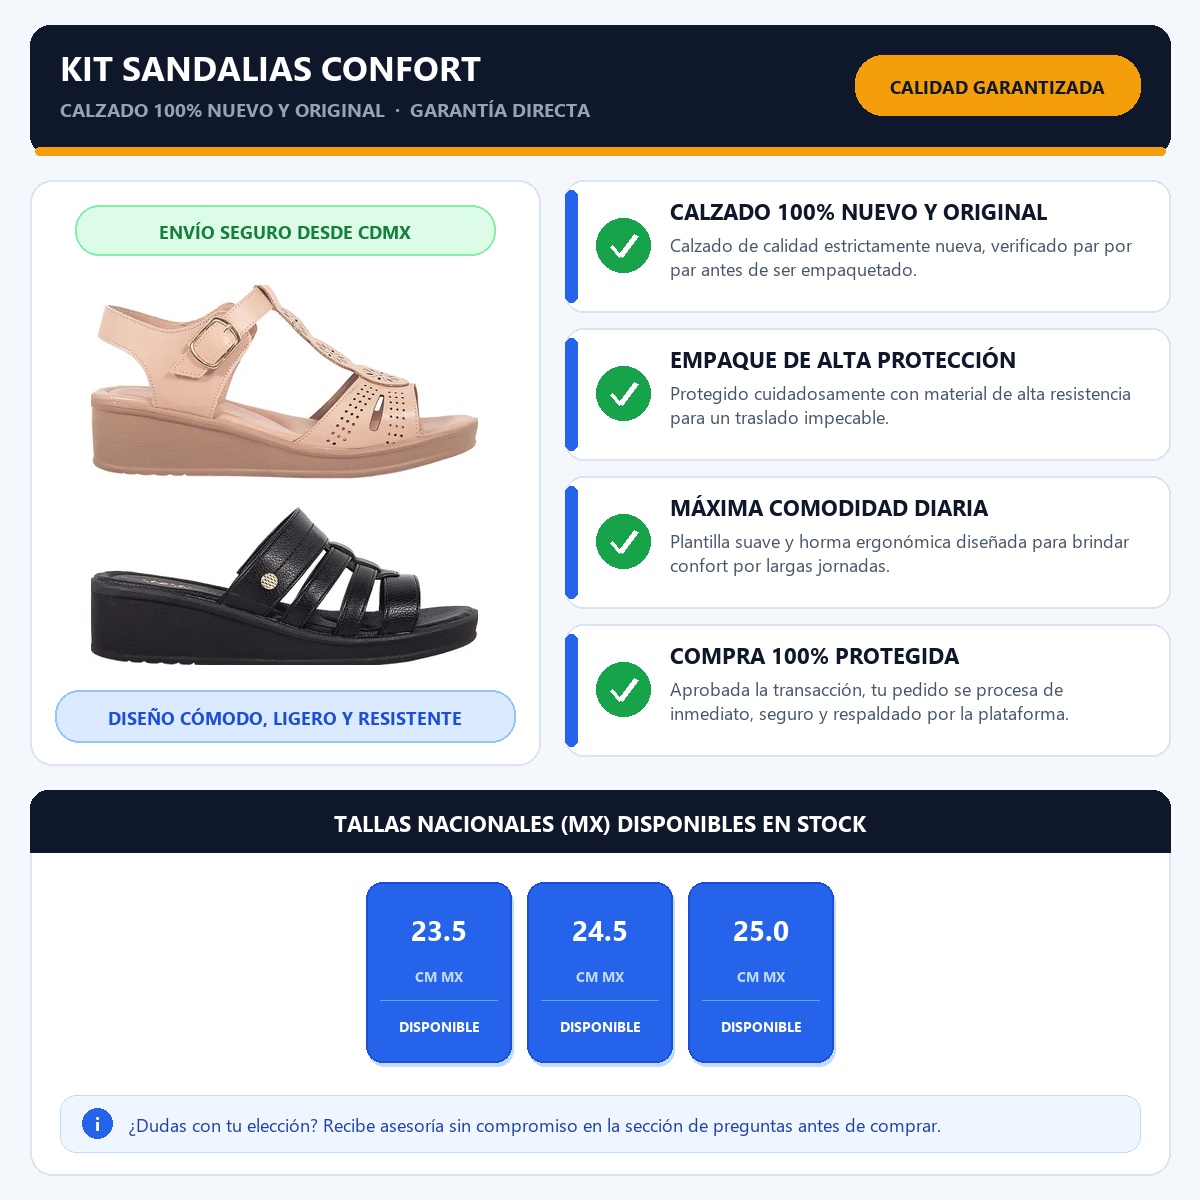 KIT SANDALIAS CONFORT
CALZADO 100% NUEVO Y ORIGINAL · GARANTÍA DIRECTA
CALIDAD GARANTIZADA
ENVÍO SEGURO DESDE CDMX
DISEÑO CÓMODO, LIGERO Y RESISTENTE
CALZADO 100% NUEVO Y ORIGINAL
Calzado de calidad estrictamente nueva, verificado par por
par antes de ser empaquetado.
EMPAQUE DE ALTA PROTECCIÓN
Protegido cuidadosamente con material de alta resistencia
para un traslado impecable.
MÁXIMA COMODIDAD DIARIA
Plantilla suave y horma ergonómica diseñada para brindar
confort por largas jornadas.
COMPRA 100% PROTEGIDA
Aprobada la transacción, tu pedido se procesa de
inmediato, seguro y respaldado por la plataforma.
TALLAS NACIONALES (MX) DISPONIBLES EN STOCK
23.5
CM MX
DISPONIBLE
24.5
CM MX
DISPONIBLE
25.0
CM MX
DISPONIBLE
¿Dudas con tu elección? Recibe asesoría sin compromiso en la sección de preguntas antes de comprar.